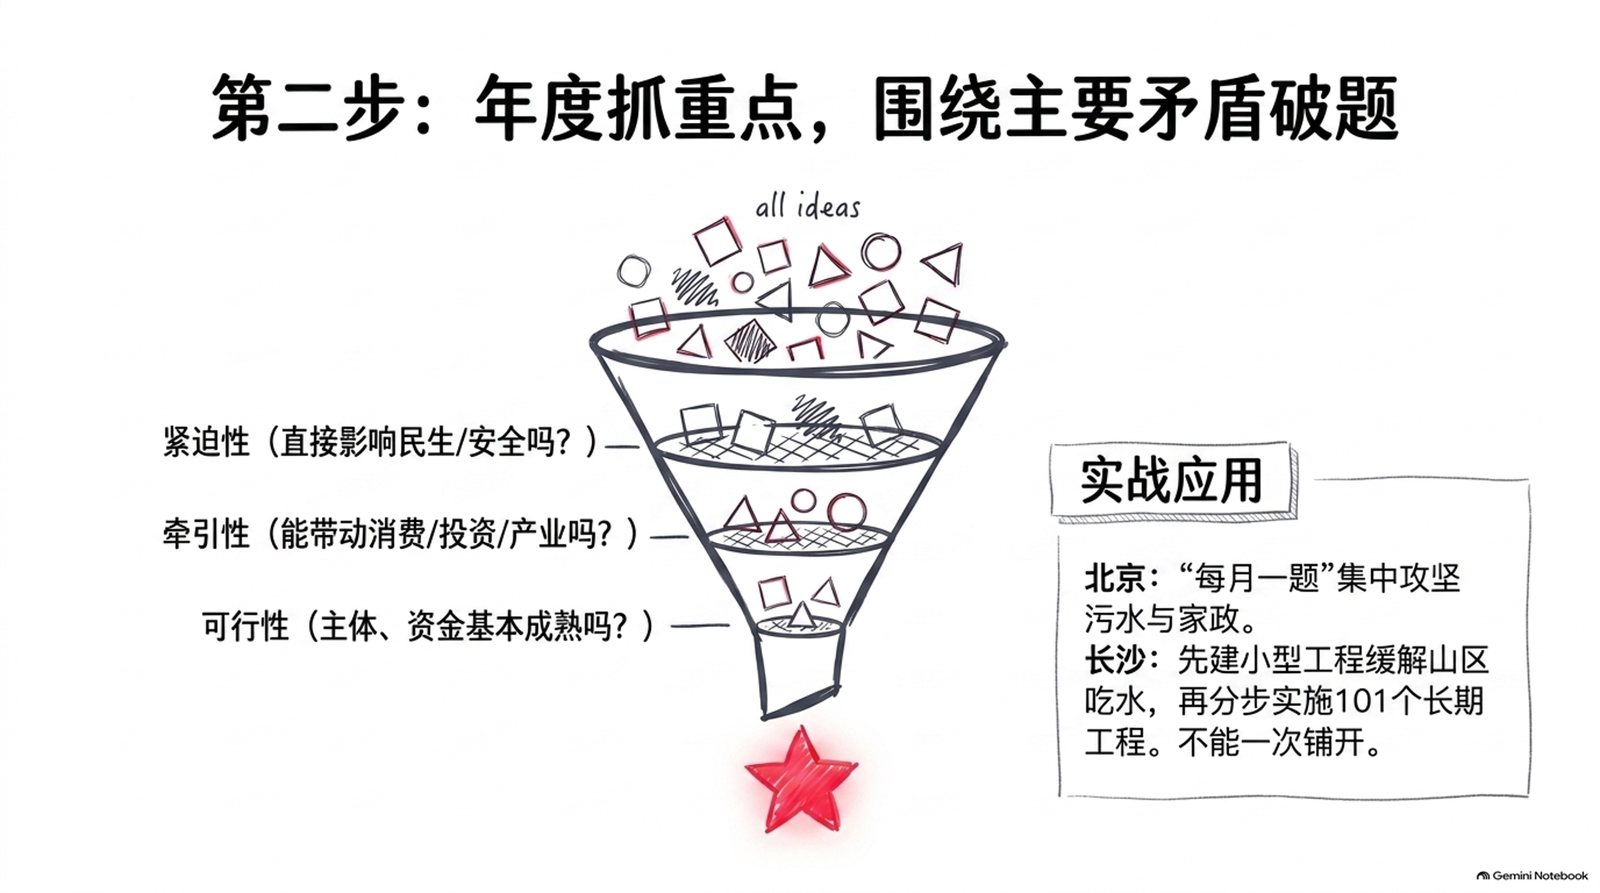 第二步：年度抓重点，围绕主要矛盾破题
all ideas
紧迫性（直接影响民生/安全吗？）
牵引性（能带动消费/投资/产业吗？）
可行性（主体、资金基本成熟吗？）
实战应用
北京：“每月一题”集中攻坚
污水与家政。
长沙：先建小型工程缓解山区
吃水，再分步实施101个长期
工程。不能一次铺开。
Gemini Notebook